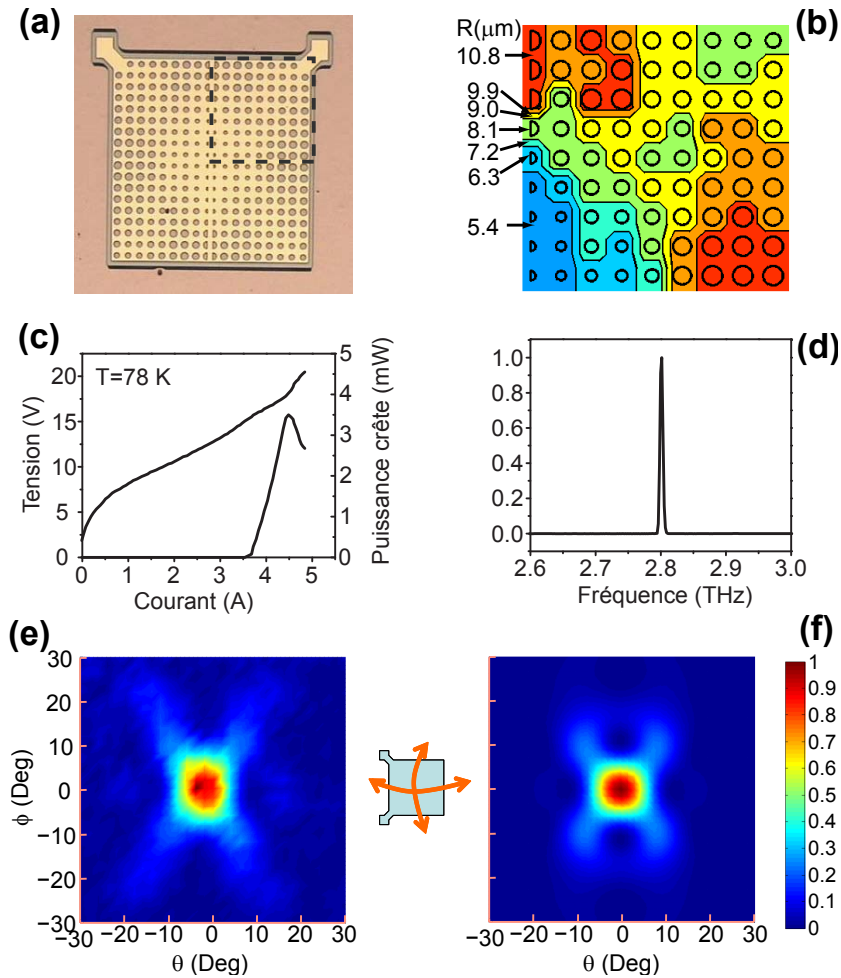 (a)
(b)
R(μm)
10.8
9.9
9.0
8.1
7.2
6.3
5.4
(c)
(d)
T=78 K
Tension (V)
20
15
10
5
0
Puissance crête (mW)
5
4
3
2
1
0
0 1 2 3 4 5
Courant (A)
1.0
0.8
0.6
0.4
0.2
0.0
2.6 2.7 2.8 2.9 3.0
Fréquence (THz)
(e)
(f)
ϕ (Deg)
30
20
10
0
−10
−20
−30
−30 −20 −10 0 10 20 30
θ (Deg)
−30 −20 −10 0 10 20 30
θ (Deg)
1
0.9
0.8
0.7
0.6
0.5
0.4
0.3
0.2
0.1
0